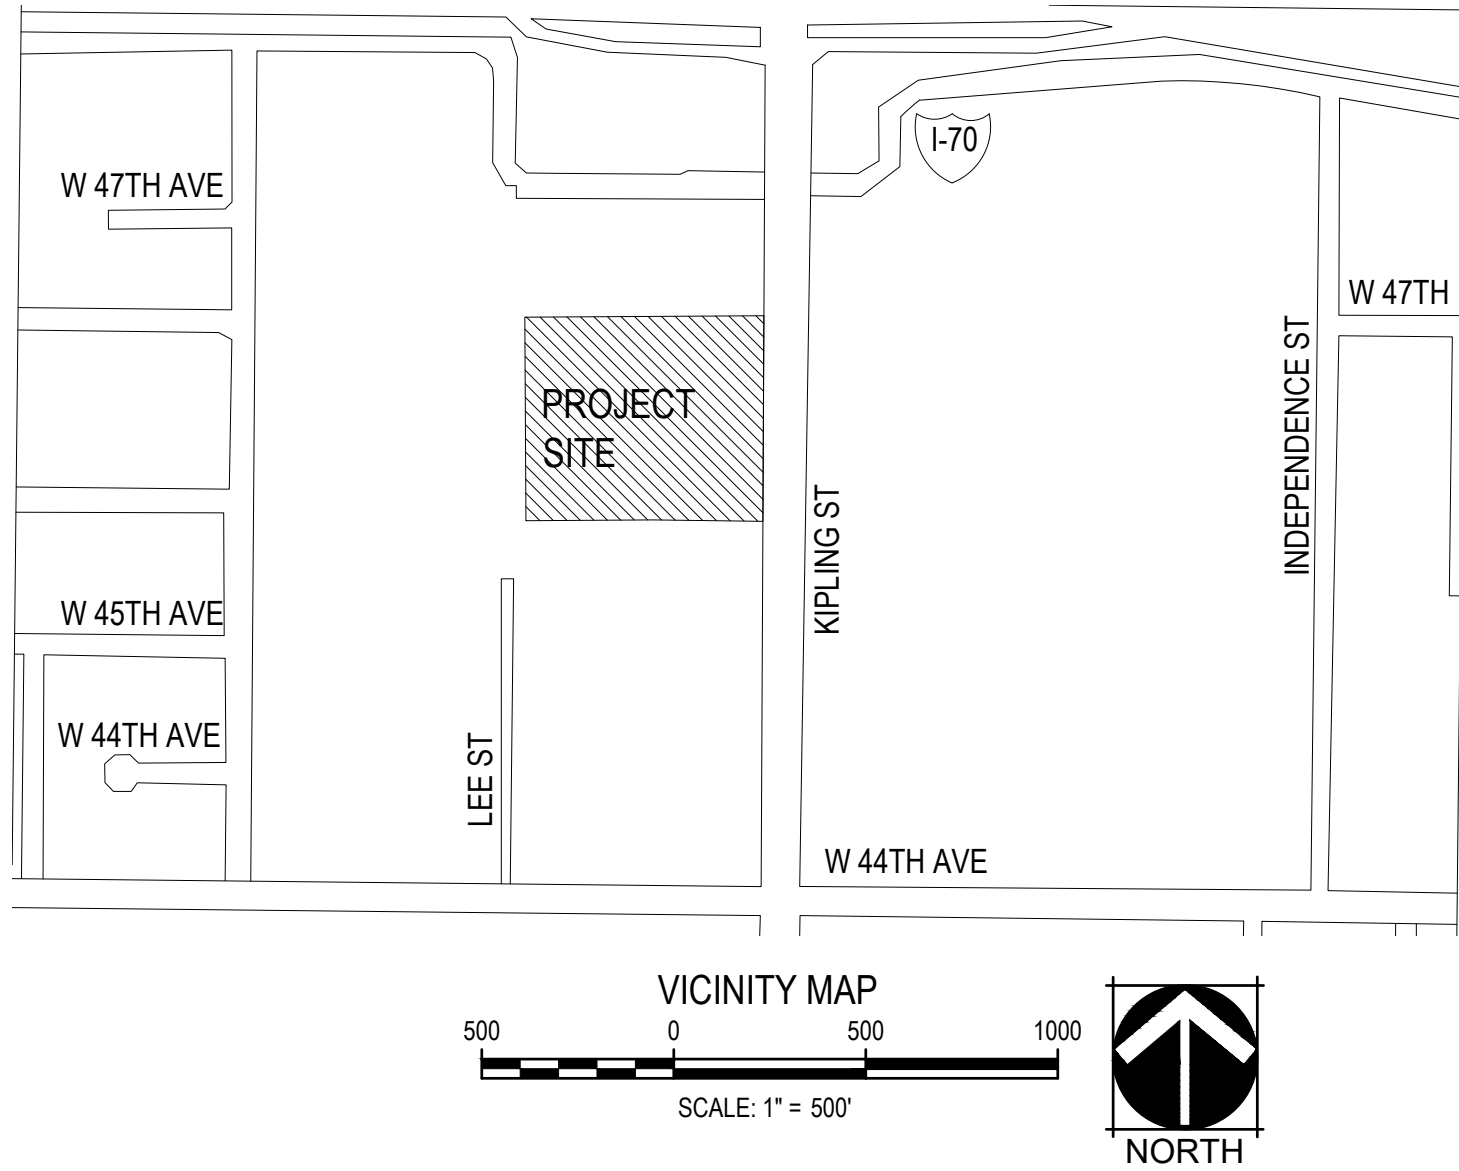 I-70
W 47TH AVE
W 47TH
PROJECT
SITE
INDEPENDENCE ST
KIPLING ST
W 45TH AVE
W 44TH AVE
LEE ST
W 44TH AVE
VICINITY MAP
500 0 500 1000
SCALE: 1" = 500'
NORTH